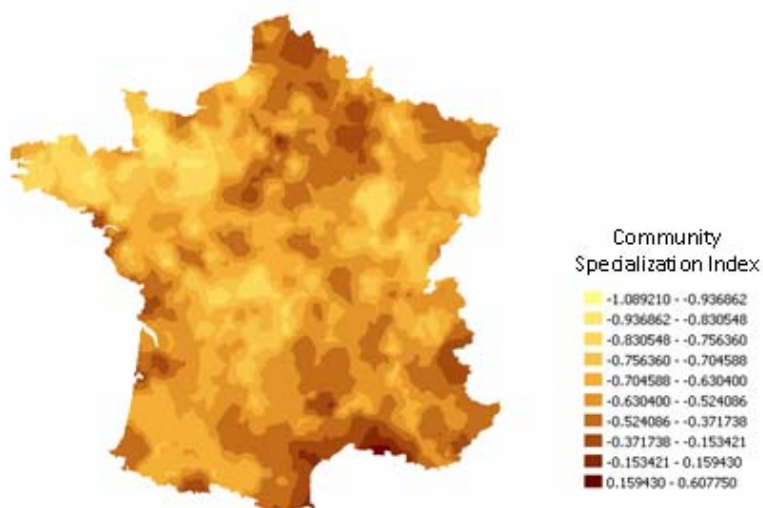 Community
Specialization Index
-1.089210 - -0.936862
-0.936862 - -0.830548
-0.830548 - -0.756360
-0.756360 - -0.704588
-0.704588 - -0.630400
-0.630400 - -0.524086
-0.524086 - -0.371738
-0.371738 - -0.153421
-0.153421 - 0.159430
0.159430 - 0.607750